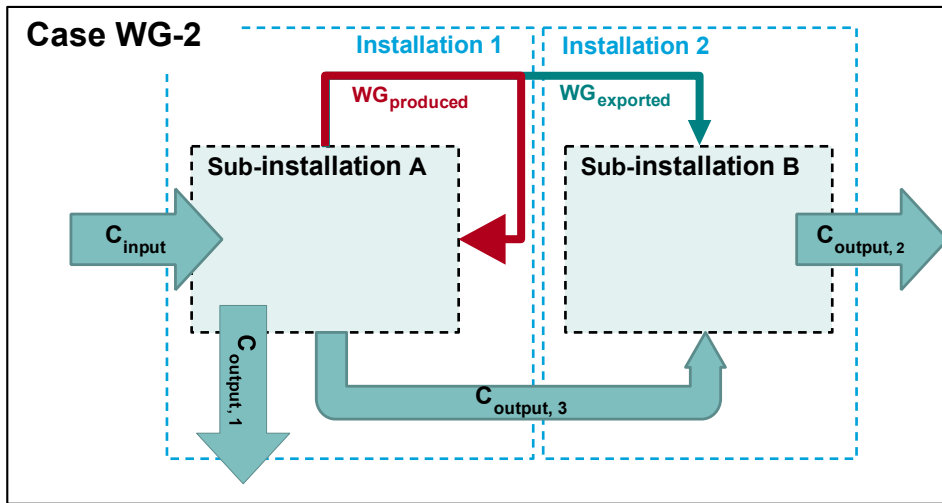 Case WG-2
Installation 1
Installation 2
WGproduced
WGexported
Sub-installation A
Sub-installation B
Cinput
Coutput, 2
Coutput, 1
Coutput, 3